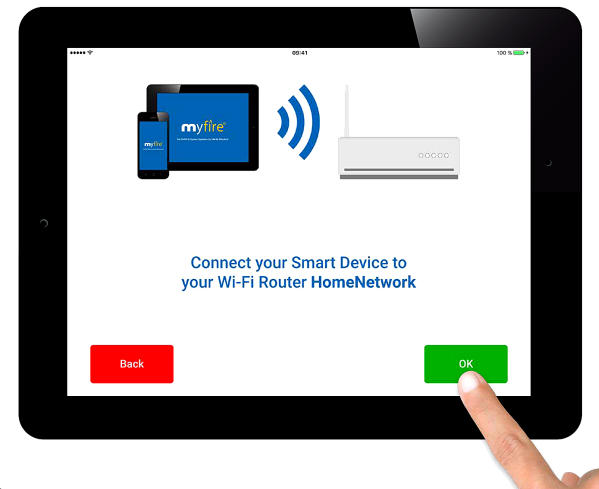 09:41
100 %
myfire
myfire
Connect your Smart Device to
your Wi-Fi Router HomeNetwork
Back
OK